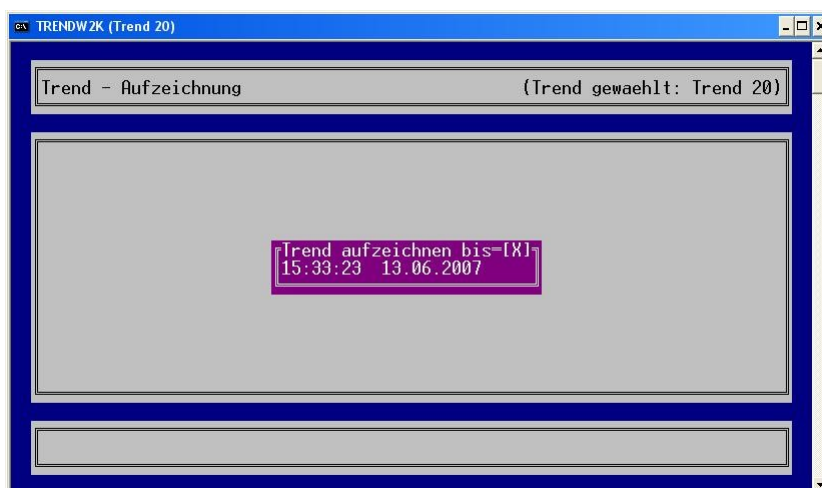 TRENDW2K (Trend 20)
Trend - Aufzeichnung (Trend gewaehlt: Trend 20)
Trend aufzeichnen bis=[X]
15:33:23 13.06.2007